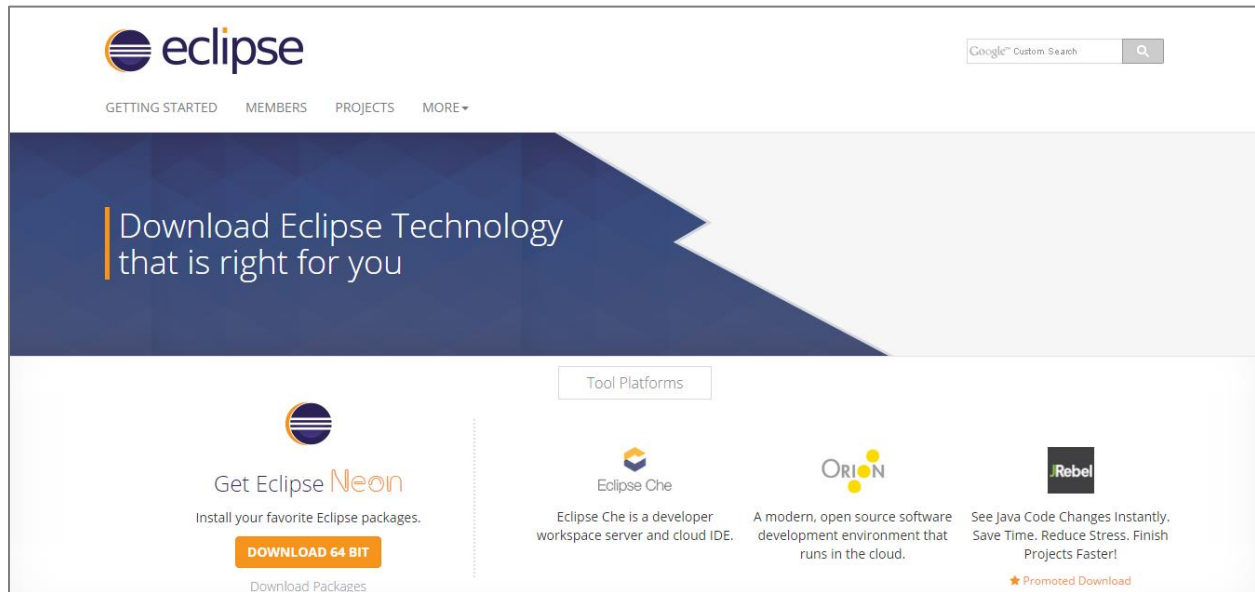 eclipse
Google™ Custom Search
GETTING STARTED MEMBERS PROJECTS MORE
Download Eclipse Technology
that is right for you
Tool Platforms
Get Eclipse Neon
Install your favorite Eclipse packages.
DOWNLOAD 64 BIT
Download Packages
Eclipse Che
Eclipse Che is a developer
workspace server and cloud IDE.
ORION
A modern, open source software
development environment that
runs in the cloud.
JRebel
See Java Code Changes Instantly.
Save Time. Reduce Stress. Finish
Projects Faster!
Promoted Download